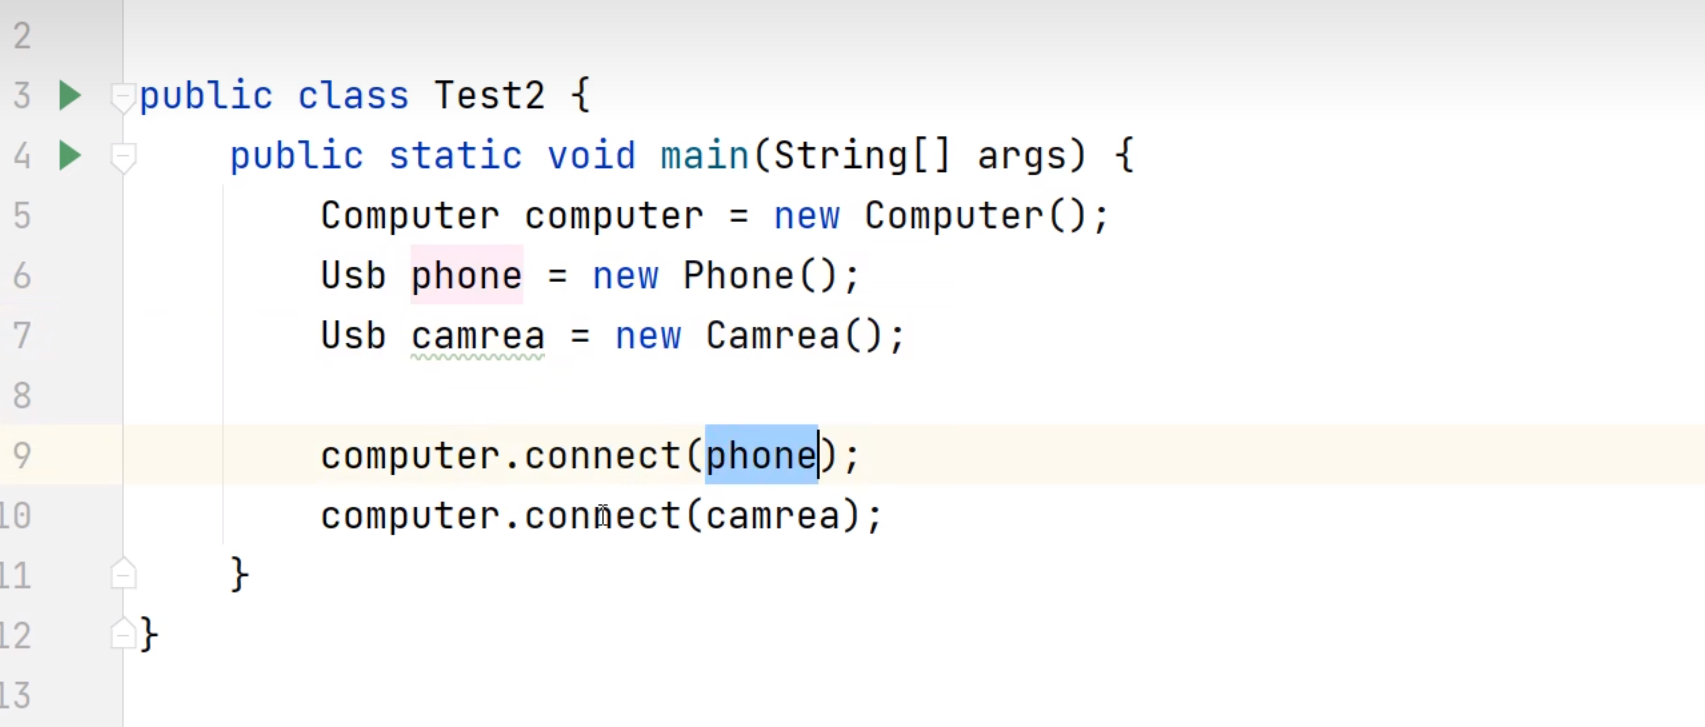 2
3 public class Test2 {
4 public static void main(String[] args) {
5 Computer computer = new Computer();
6 Usb phone = new Phone();
7 Usb camrea = new Camrea();
8
9 computer.connect(phone);
10 computer.connect(camrea);
11 }
12 }
13